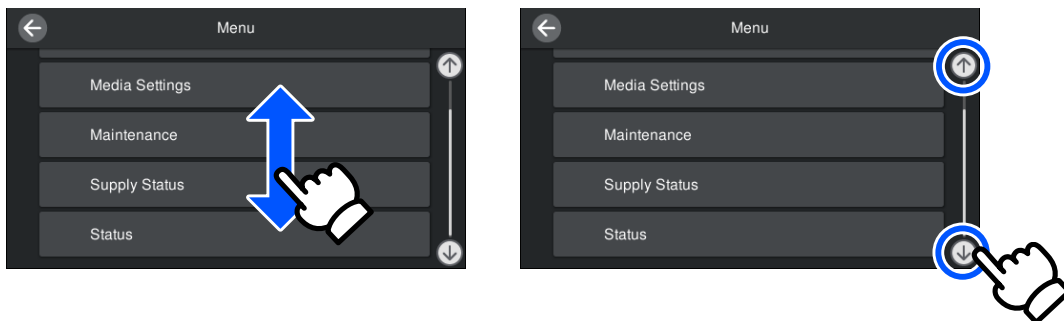 Menu
Media Settings
Maintenance
Supply Status
Status
Menu
Media Settings
Maintenance
Supply Status
Status